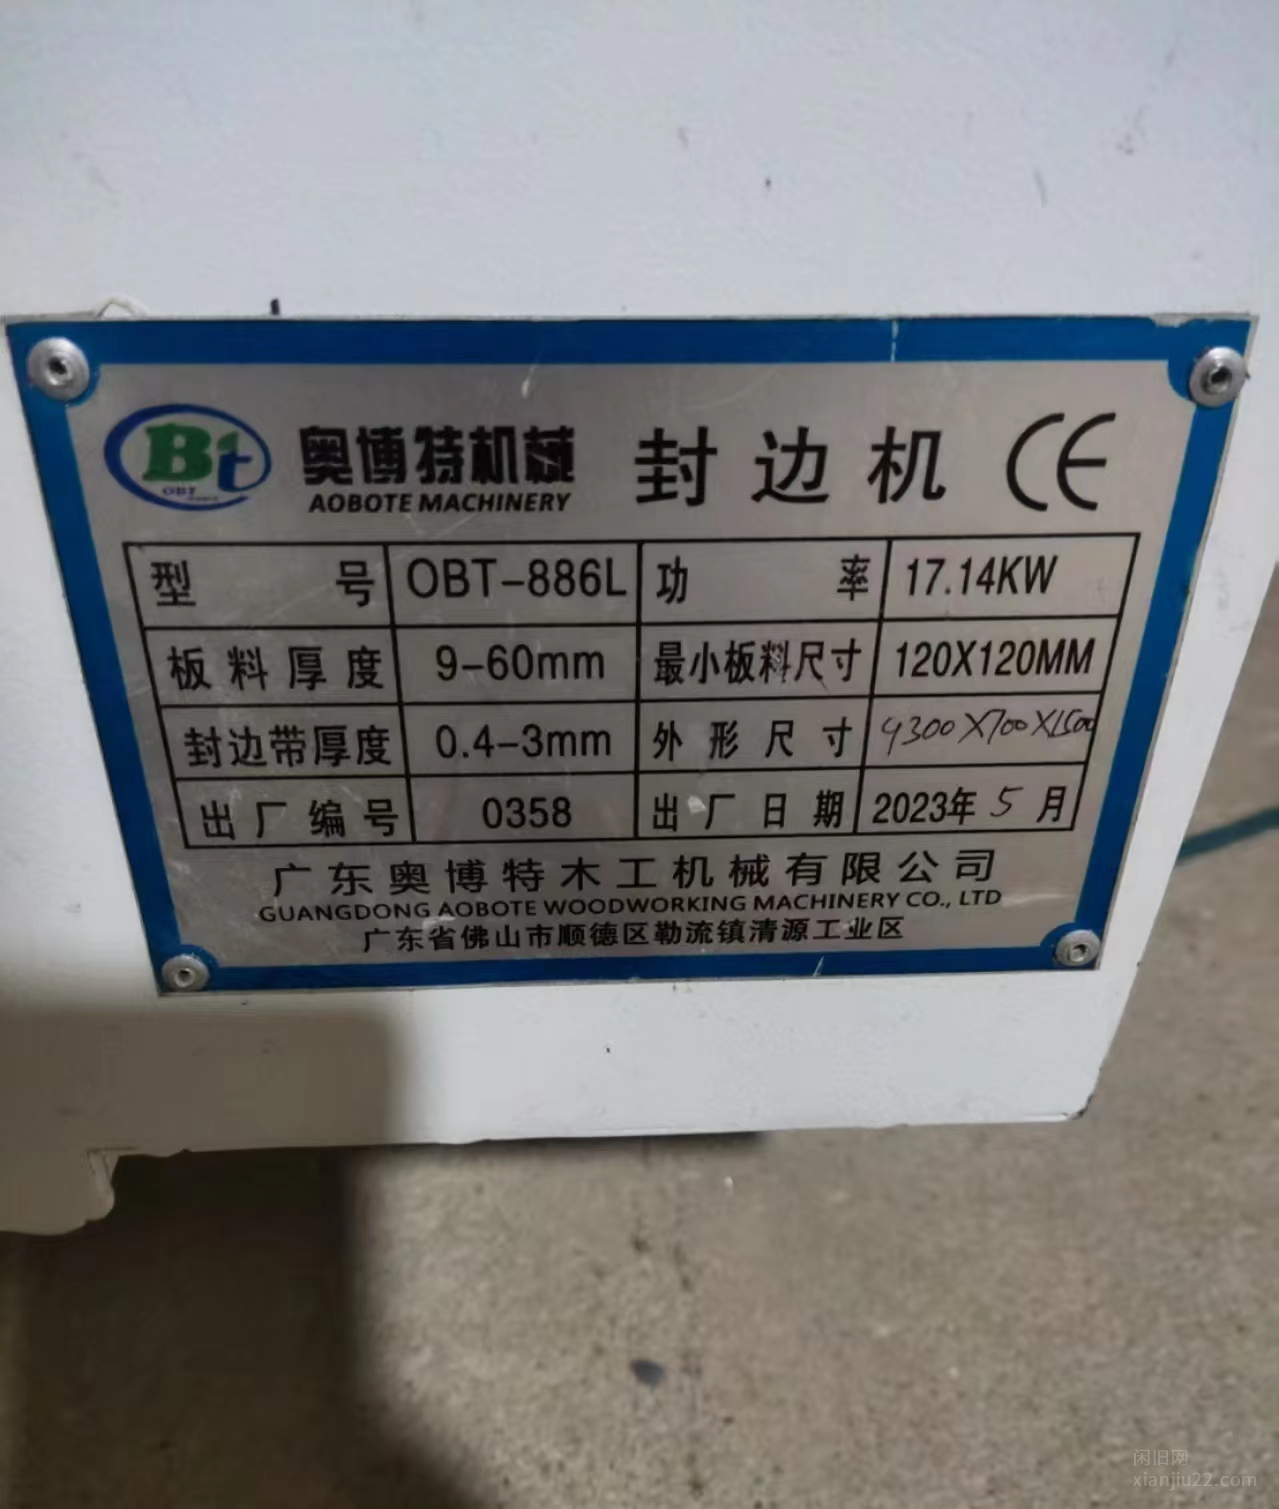 Bt
OBT
奥博特机械 封边机 CE
AOBOTE MACHINERY
型号 OBT-886L 功率 17.14KW
板料厚度 9-60mm 最小板料尺寸 120X120MM
封边带厚度 0.4-3mm 外形尺寸 9300X700X1500
出厂编号 0358 出厂日期 2023年5月
广东奥博特木工机械有限公司
GUANGDONG AOBOTE WOODWORKING MACHINERY CO., LTD
广东省佛山市顺德区勒流镇清源工业区
闲旧网
xianjiu22.com